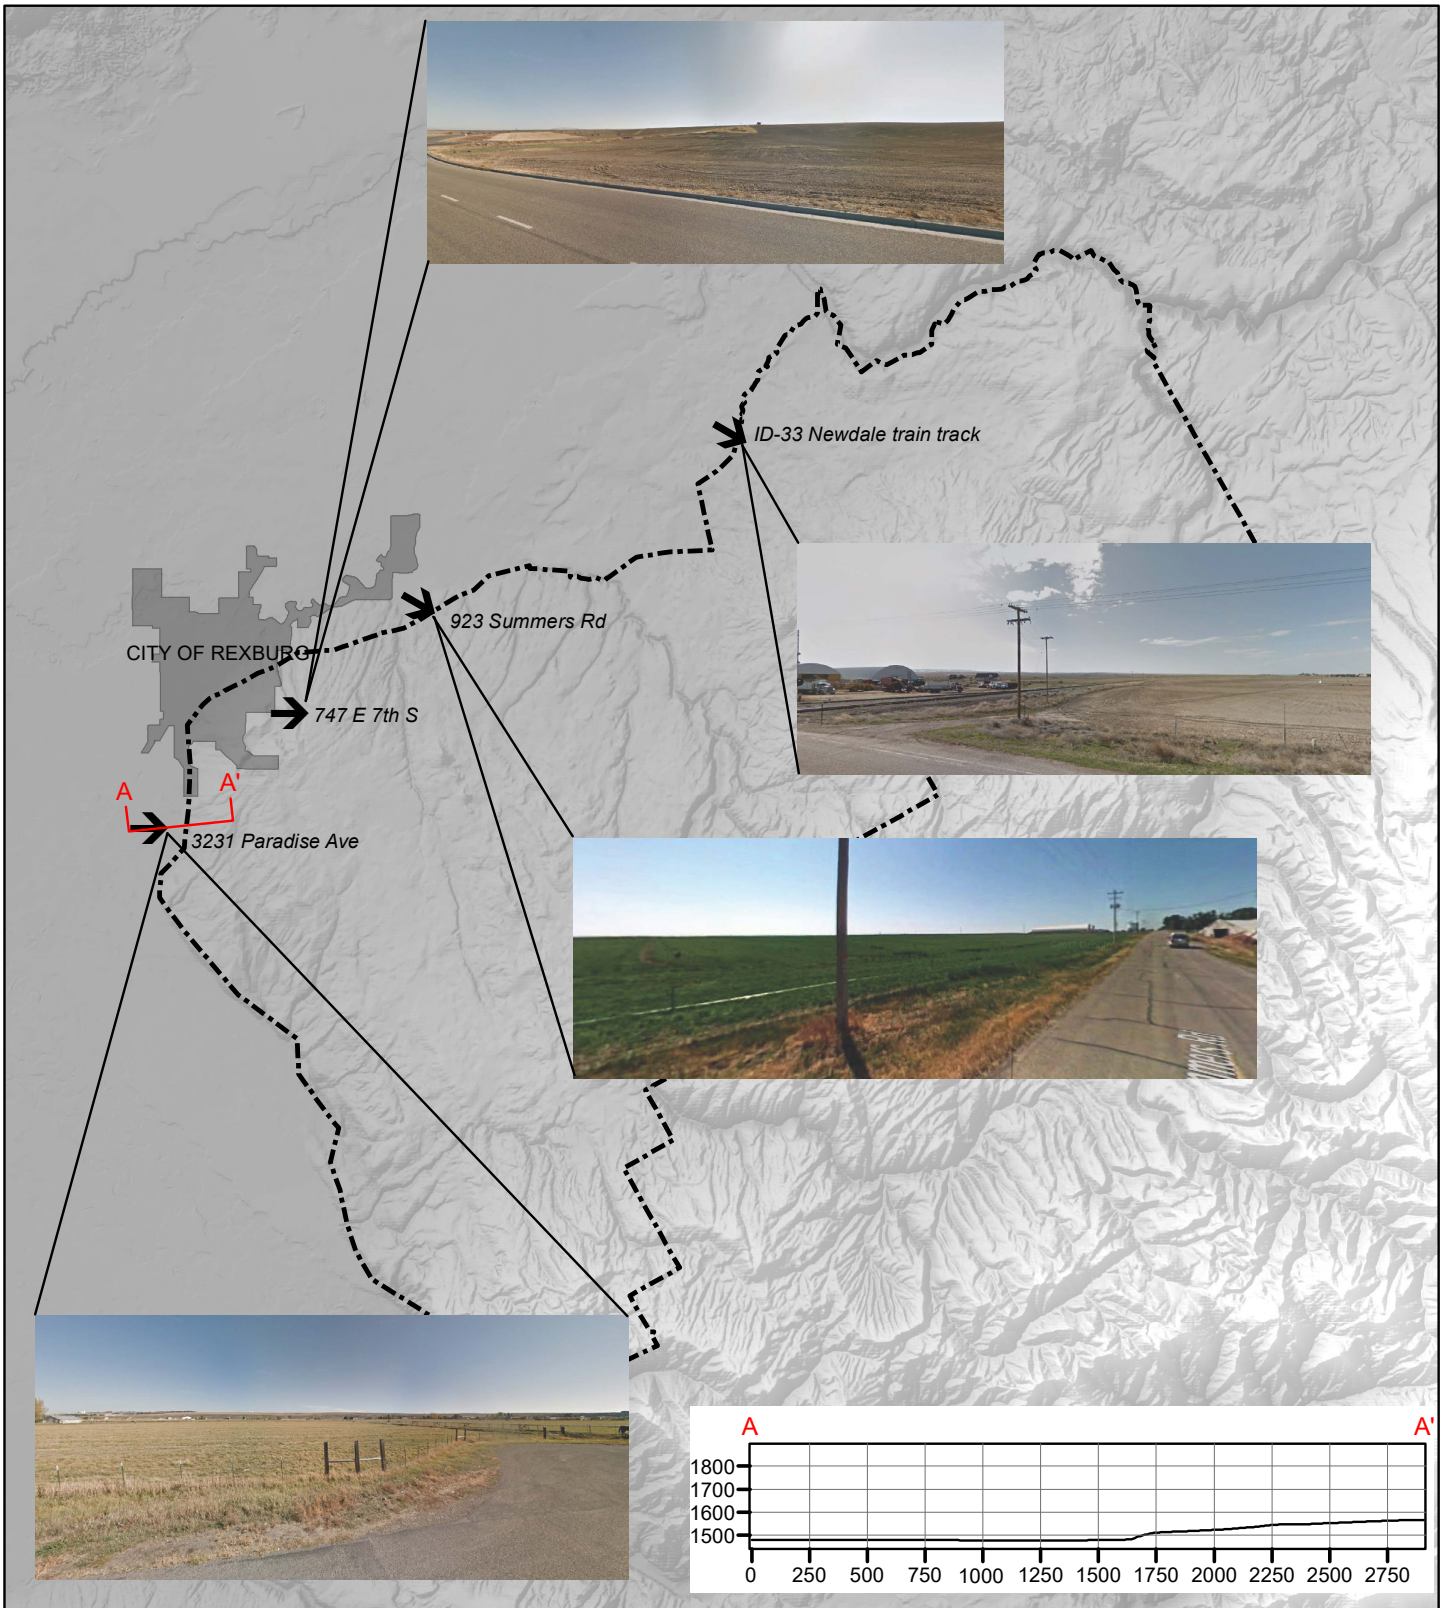 ID-33 Newdale train track
923 Summers Rd
CITY OF REXBURG
747 E 7th S
A
A'
3231 Paradise Ave
A
A'
1800
1700
1600
1500
0 250 500 750 1000 1250 1500 1750 2000 2250 2500 2750